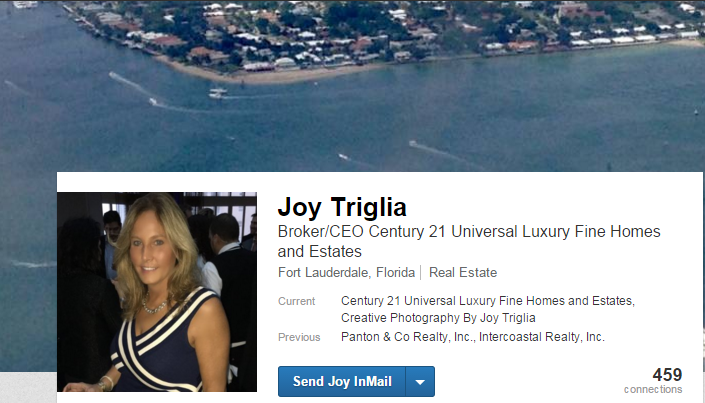 Joy Triglia
Broker/CEO Century 21 Universal Luxury Fine Homes
and Estates
Fort Lauderdale, Florida | Real Estate
Current Century 21 Universal Luxury Fine Homes and Estates,
Creative Photography By Joy Triglia
Previous Panton & Co Realty, Inc., Intercoastal Realty, Inc.
Send Joy InMail
459
connections